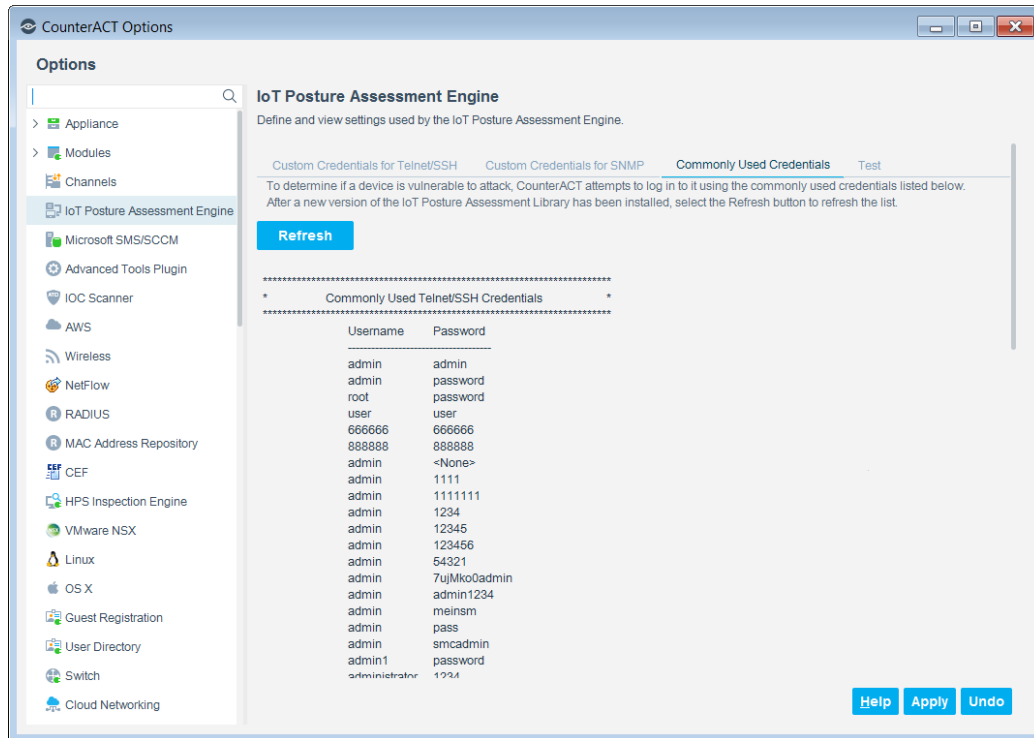 CounterACT Options
Options
Appliance
Modules
Channels
IoT Posture Assessment Engine
Microsoft SMS/SCCM
Advanced Tools Plugin
IOC Scanner
AWS
Wireless
NetFlow
RADIUS
MAC Address Repository
CEF
HPS Inspection Engine
VMware NSX
Linux
OS X
Guest Registration
User Directory
Switch
Cloud Networking
IoT Posture Assessment Engine
Define and view settings used by the IoT Posture Assessment Engine.
Custom Credentials for Telnet/SSH Custom Credentials for SNMP Commonly Used Credentials Test
To determine if a device is vulnerable to attack, CounterACT attempts to log in to it using the commonly used credentials listed below.
After a new version of the IoT Posture Assessment Library has been installed, select the Refresh button to refresh the list.
Refresh
* Commonly Used Telnet/SSH Credentials *
Username Password
admin admin
admin password
root password
user user
666666 666666
888888 888888
admin <None>
admin 1111
admin 1111111
admin 1234
admin 12345
admin 123456
admin 54321
admin 7ujMko0admin
admin admin1234
admin meinsm
admin pass
admin smcadmin
admin1 password
administrator 1234
Help Apply Undo